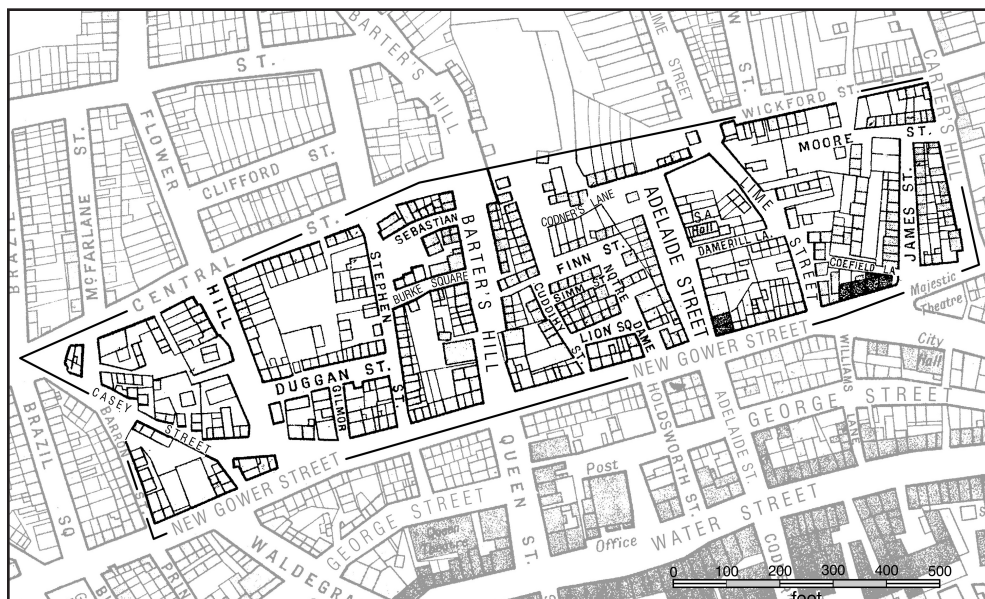 BARTER'S
HILL
ST.
LIME
STREET
ST.
CARTER'S
HILL
WICKFORD ST.
MOORE
ST.
FLOWER
McFARLANE ST.
BRAZIL
CLIFFORD
ST.
CENTRAL ST.
HILL
SEBASTIAN
BARTER'S
HILL
CODNER'S LANE
ADELAIDE STREET
S.A.
Hall
LIME
STREET
DAMERILL LA.
JAMES ST.
COEFIELD LA.
Majestic
Theatre
FINN ST.
STEPHEN
ST.
BURKE SQUARE
CUDDIHY
ST.
SIMM ST.
NOTRE
DAME
LION SQ.
DUGGAN ST.
GILMOR
NEW GOWER STREET
WILLIAMS
LANE
City
Hall
CASEY
STREET
BRAZIL
SQ
HOLDSWORTH ST.
ADELAIDE ST.
GEORGE STREET
QUEEN
ST.
Post
Office
NEW GOWER STREET
GEORGE STREET
WATER STREET
0 100 200 300 400 500
feet